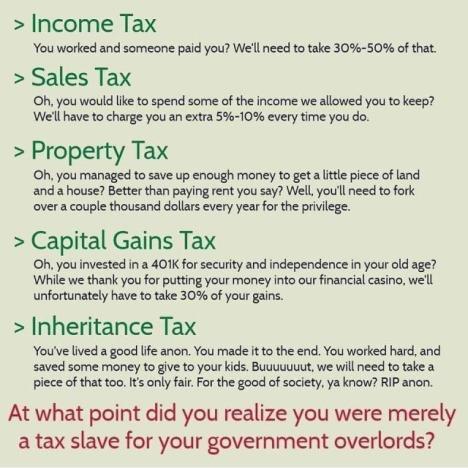 > Income Tax
You worked and someone paid you? We'll need to take 30%-50% of that.
> Sales Tax
Oh, you would like to spend some of the income we allowed you to keep?
We'll have to charge you an extra 5%-10% every time you do.
> Property Tax
Oh, you managed to save up enough money to get a little piece of land
and a house? Better than paying rent you say? Well, you'll need to fork
over a couple thousand dollars every year for the privilege.
> Capital Gains Tax
Oh, you invested in a 401K for security and independence in your old age?
While we thank you for putting your money into our financial casino, we'll
unfortunately have to take 30% of your gains.
> Inheritance Tax
You've lived a good life anon. You made it to the end. You worked hard, and
saved some money to give to your kids. Buuuuuuut, we will need to take a
piece of that too. It's only fair. For the good of society, ya know? RIP anon.
At what point did you realize you were merely
a tax slave for your government overlords?